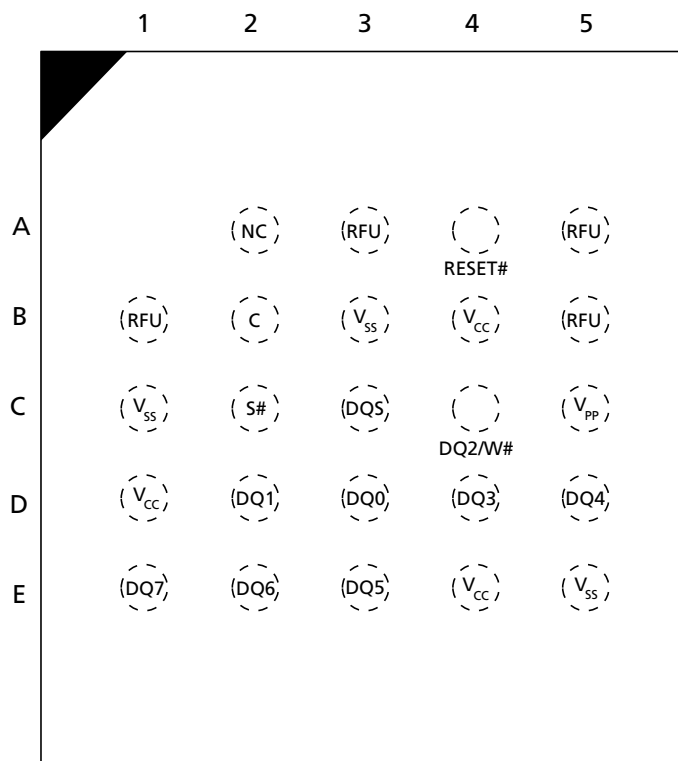 1 2 3 4 5
A NC RFU RFU
RESET#
B RFU C VSS VCC RFU
C VSS S# DQS VPP
DQ2/W#
D VCC DQ1 DQ0 DQ3 DQ4
E DQ7 DQ6 DQ5 VCC VSS